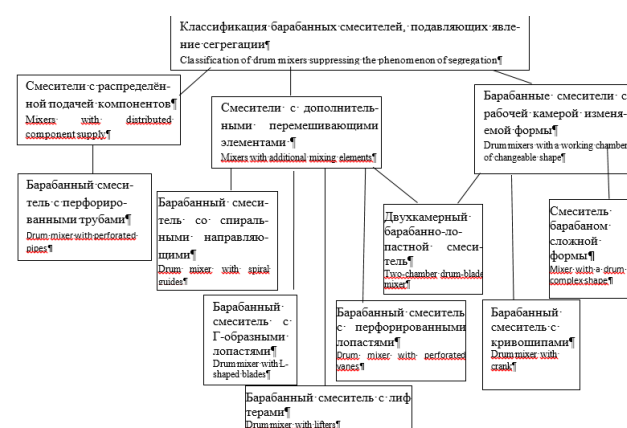 Классификация барабанных смесителей, подавляющих явле-
ние сегрегации¶
Classification of drum mixers suppressing the phenomenon of segregation¶
Смесители с распределён-
ной подачей компонентов¶
Mixers with distributed
component supply¶
Смесители с дополнитель-
ными перемешивающими
элементами¶
Mixers with additional mixing elements¶
Барабанные смесители с
рабочей камерой изменя-
емой формы¶
Drum mixers with a working chamber
of changeable shape¶
Барабанный смеси-
тель с перфориро-
ванными трубами¶
Drum mixer with perforated
pipes¶
Барабанный смеси-
тель со спираль-
ными направляю-
щими¶
Drum mixer with spiral
guides¶
Двухкамерный
барабанно-ло-
пастной смеси-
тель¶
Two-chamber drum-blade
mixer¶
Смеситель
барабаном
сложной
формы¶
Mixer with a drum
complex shape¶
Барабанный
смеситель с
Г-образными
лопастями¶
Drum mixer with L-
shaped blades¶
Барабанный смеситель
с перфорированными
лопастями¶
Drum mixer with perforated
vanes¶
Барабанный
смеситель с
кривошипами¶
Drum mixer with
crank¶
Барабанный смеситель с лиф
терами¶
Drum mixer with lifters¶